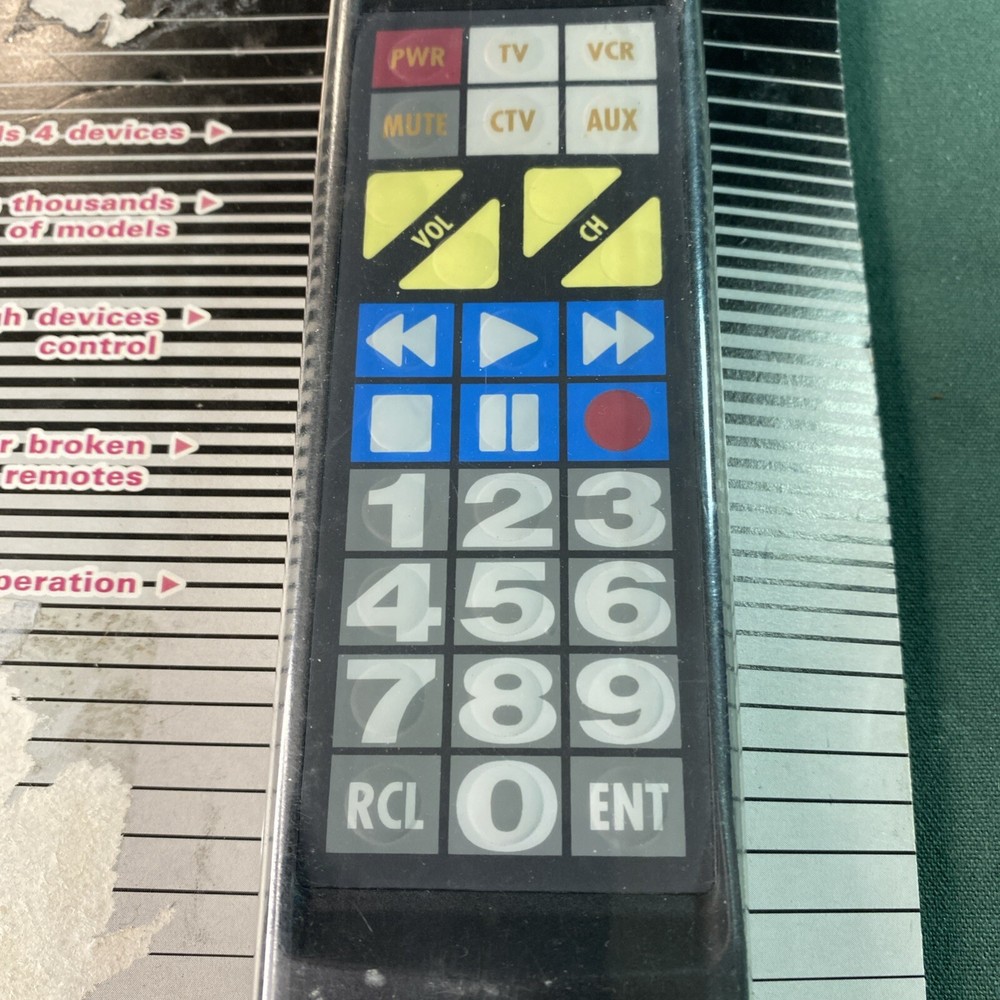 PWR TV VCR
MUTE CTV AUX
VOL CH
1 2 3
4 5 6
7 8 9
RCL 0 ENT
4 devices
thousands
of models
devices
control
broken
remotes